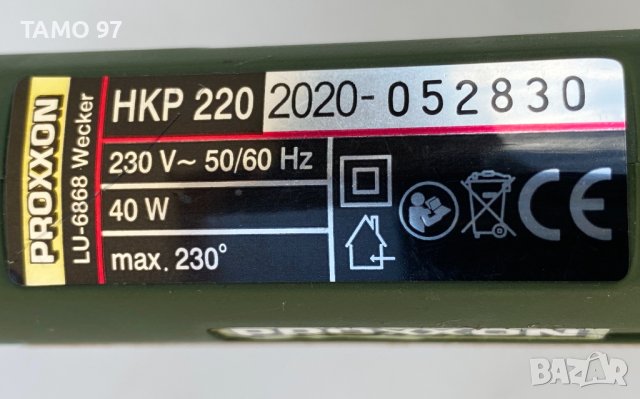 TAMO 97
PROXXON
LU-6868 Wecker
HKP 220 2020-052830
230 V~ 50/60 Hz
40 W
max. 230°
CE
PROXXON
BAZAR